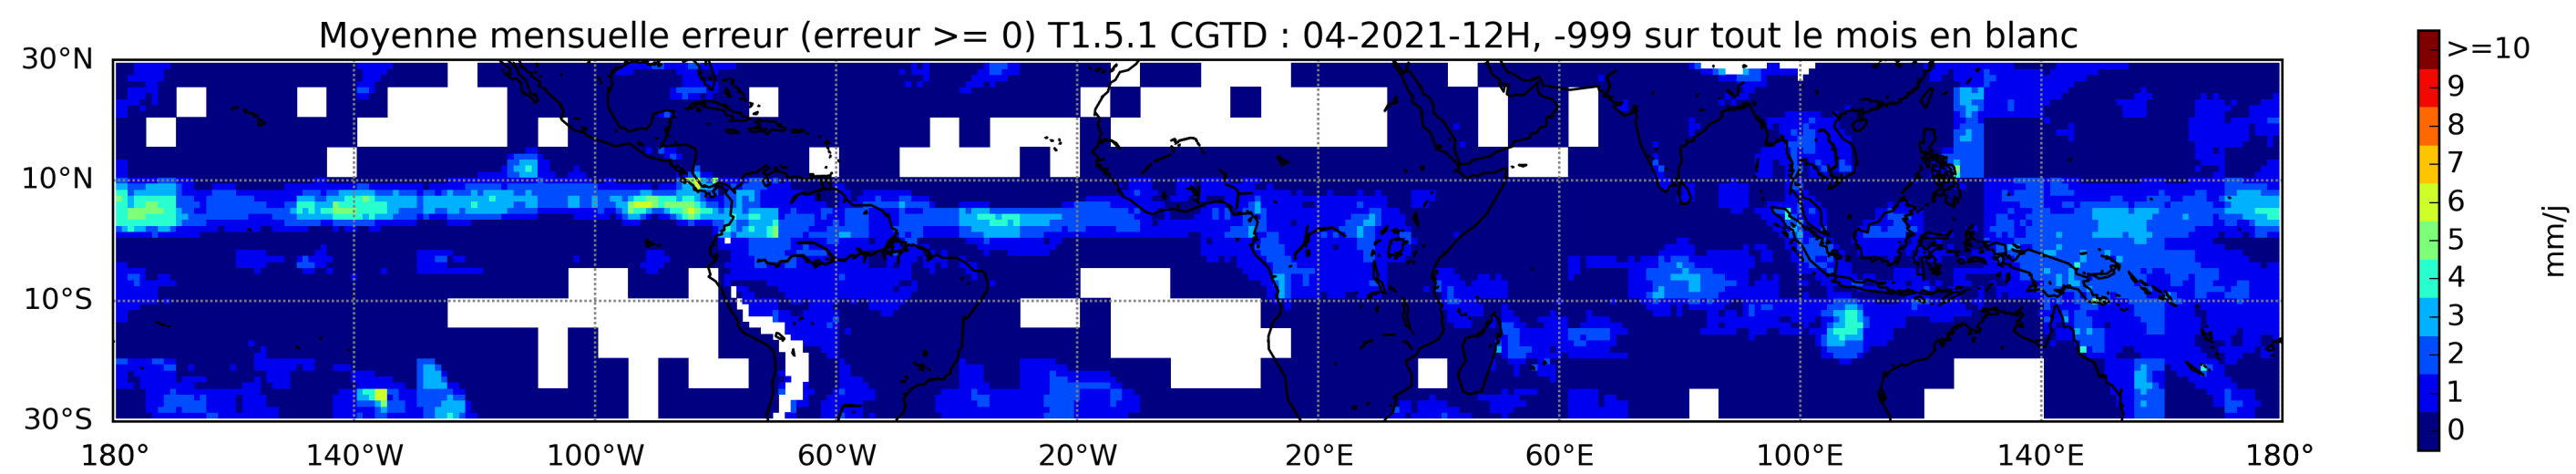 Moyenne mensuelle erreur (erreur >= 0) T1.5.1 CGTD : 04-2021-12H, -999 sur tout le mois en blanc
30°N
10°N
10°S
30°S
180° 140°W 100°W 60°W 20°W 20°E 60°E 100°E 140°E 180°
>=10
9
8
7
6
5
4
3
2
1
0
mm/j